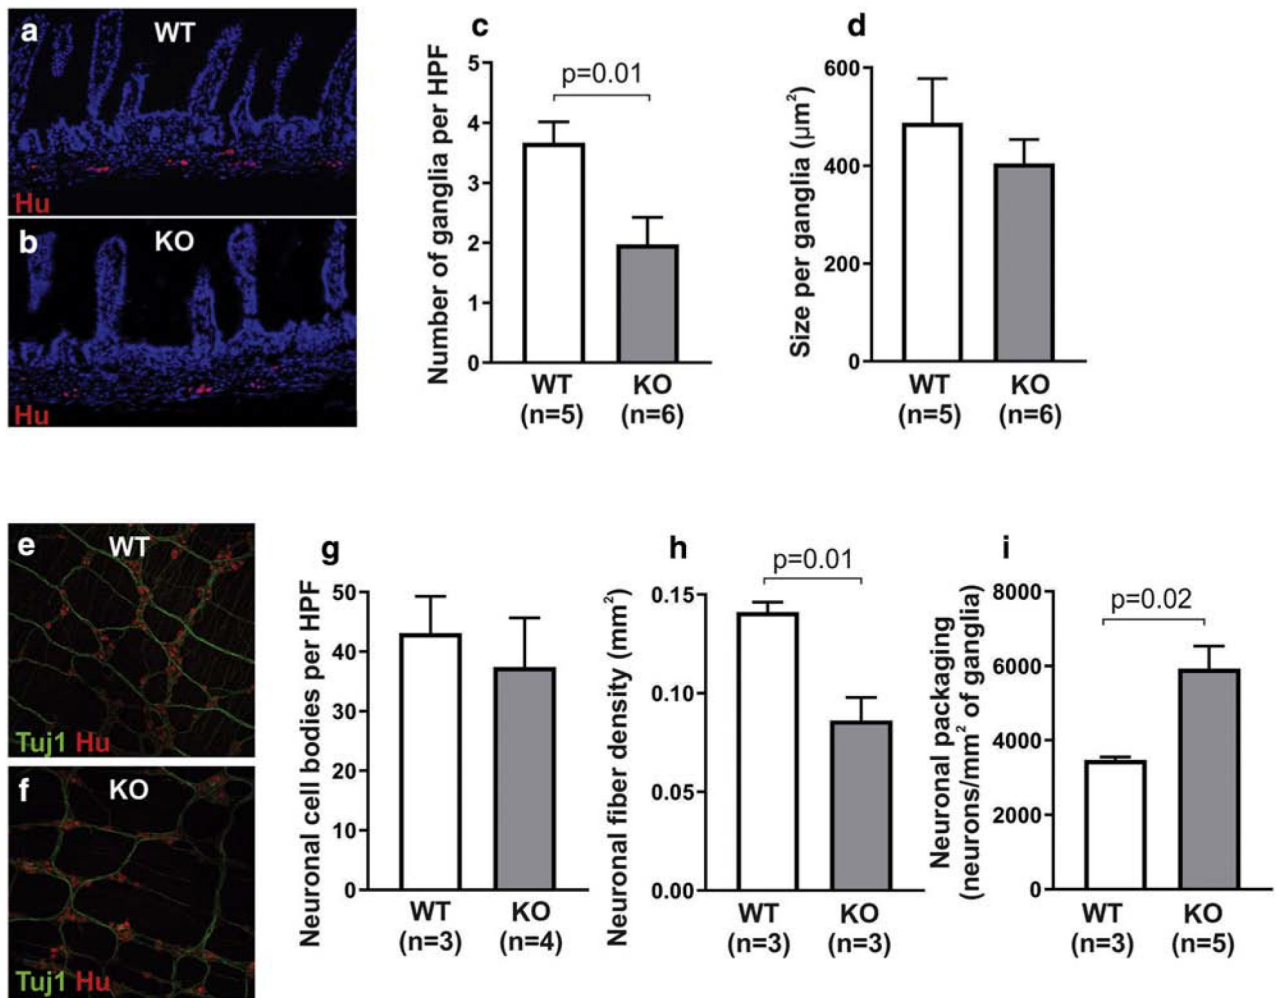 a
WT
Hu
b
KO
Hu
c
Number of ganglia per HPF
5
4
3
2
1
0
p=0.01
WT
KO
(n=5)
(n=6)
d
Size per ganglia (μm²)
600
400
200
0
WT
KO
(n=5)
(n=6)
e
WT
Tuj1 Hu
f
KO
Tuj1 Hu
g
Neuronal cell bodies per HPF
50
40
30
20
10
0
WT
KO
(n=3)
(n=4)
h
Neuronal fiber density (mm²)
0.15
0.10
0.05
0.00
p=0.01
WT
KO
(n=3)
(n=3)
i
Neuronal packaging
(neurons/mm² of ganglia)
8000
6000
4000
2000
0
p=0.02
WT
KO
(n=3)
(n=5)